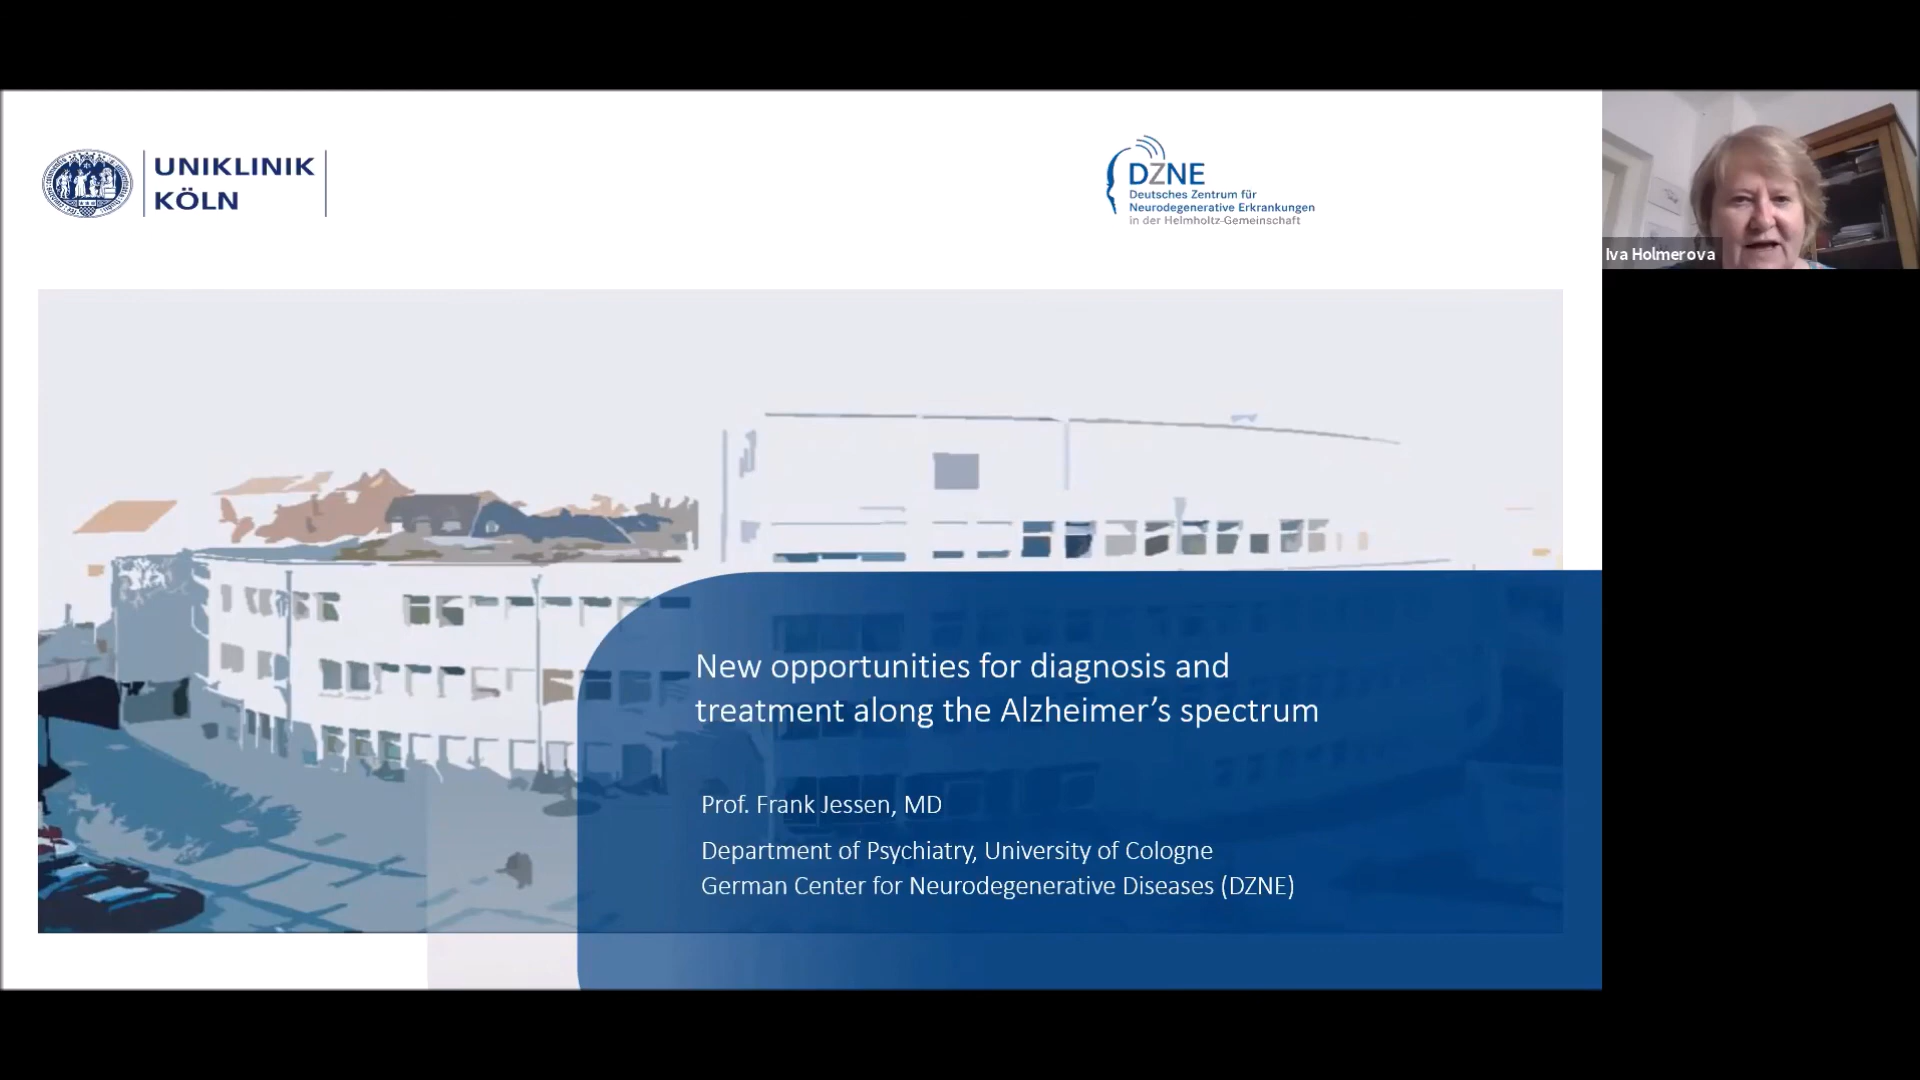 UNIKLINIK
KÖLN
DZNE
Deutsches Zentrum für
Neurodegenerative Erkrankungen
in der Helmholtz-Gemeinschaft
Iva Holmerova
New opportunities for diagnosis and
treatment along the Alzheimer’s spectrum
Prof. Frank Jessen, MD
Department of Psychiatry, University of Cologne
German Center for Neurodegenerative Diseases (DZNE)